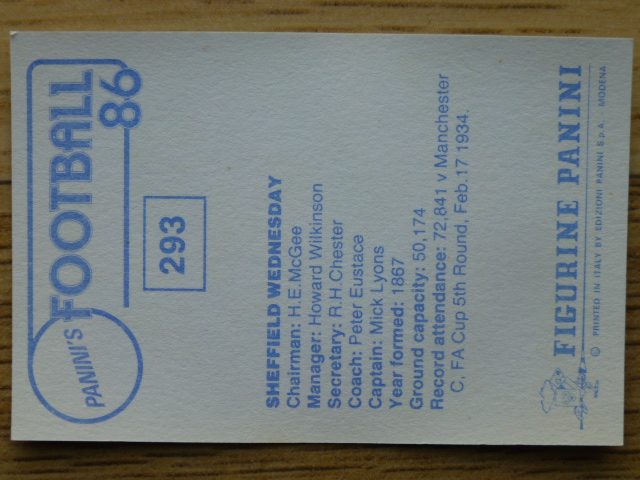 PANINI'S
FOOTBALL
86
293
SHEFFIELD WEDNESDAY
Chairman: H.E.McGee
Manager: Howard Wilkinson
Secretary: R.H.Chester
Coach: Peter Eustace
Captain: Mick Lyons
Year formed: 1867
Ground capacity: 50,174
Record attendance: 72,841 v Manchester
C, FA Cup 5th Round, Feb.17 1934.
FIGURINE PANINI
© PRINTED IN ITALY BY EDIZIONI PANINI S.p.A. MODENA